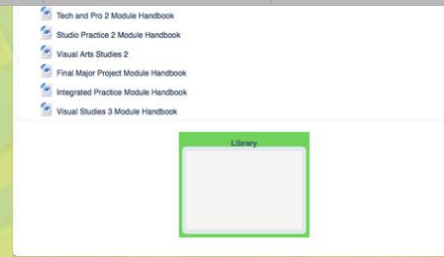 Tech and Pro 2 Module Handbook
Studio Practice 2 Module Handbook
Visual Arts Studies 2
Final Major Project Module Handbook
Integrated Practice Module Handbook
Visual Studies 3 Module Handbook
Library